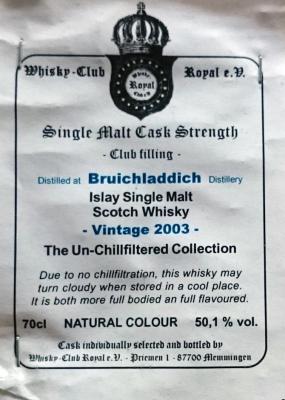 Whisky-Club Royal e.V.
Whisky
Royal
Club
Single Malt Cask Strength
- Club filling -
Distilled at Bruichladdich Distillery
Islay Single Malt
Scotch Whisky
- Vintage 2003 -
The Un-Chillfiltered Collection
Due to no chillfiltration, this whisky may
turn cloudy when stored in a cool place.
It is both more full bodied an full flavoured.
70cl NATURAL COLOUR 50,1 % vol.
Cask individually selected and bottled by
Whisky-Club Royal e.V. - Priemen 1 - 87700 Memmingen